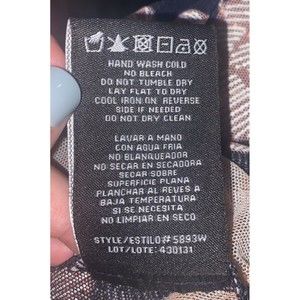 HAND WASH COLD
NO BLEACH
DO NOT TUMBLE DRY
LAY FLAT TO DRY
COOL IRON ON REVERSE
SIDE IF NEEDED
DO NOT DRY CLEAN
LAVAR A MANO
CON AGUA FRIA
NO BLANQUEADOR
NO SECAR EN SECADORA
SECAR SOBRE
SUPERFICIE PLANA
PLANCHAR AL REVES A
BAJA TEMPERATURA
SI SE NECESITA
NO LIMPIAR EN SECO
STYLE/ESTILO# 5893W
LOT/LOTE: 430131